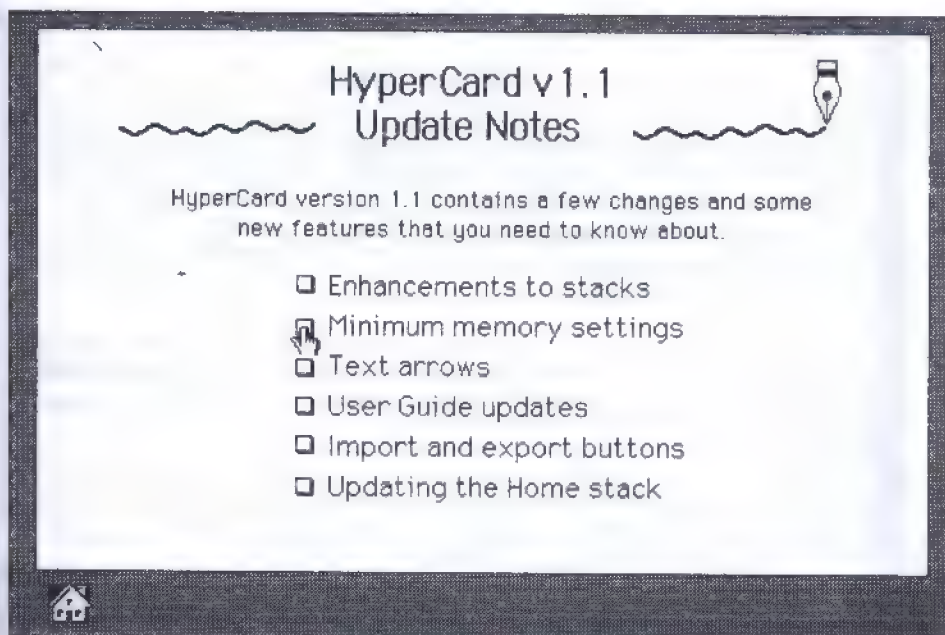 HyperCard v1.1
Update Notes
HyperCard version 1.1 contains a few changes and some
new features that you need to know about.
Enhancements to stacks
Minimum memory settings
Text arrows
User Guide updates
Import and export buttons
Updating the Home stack